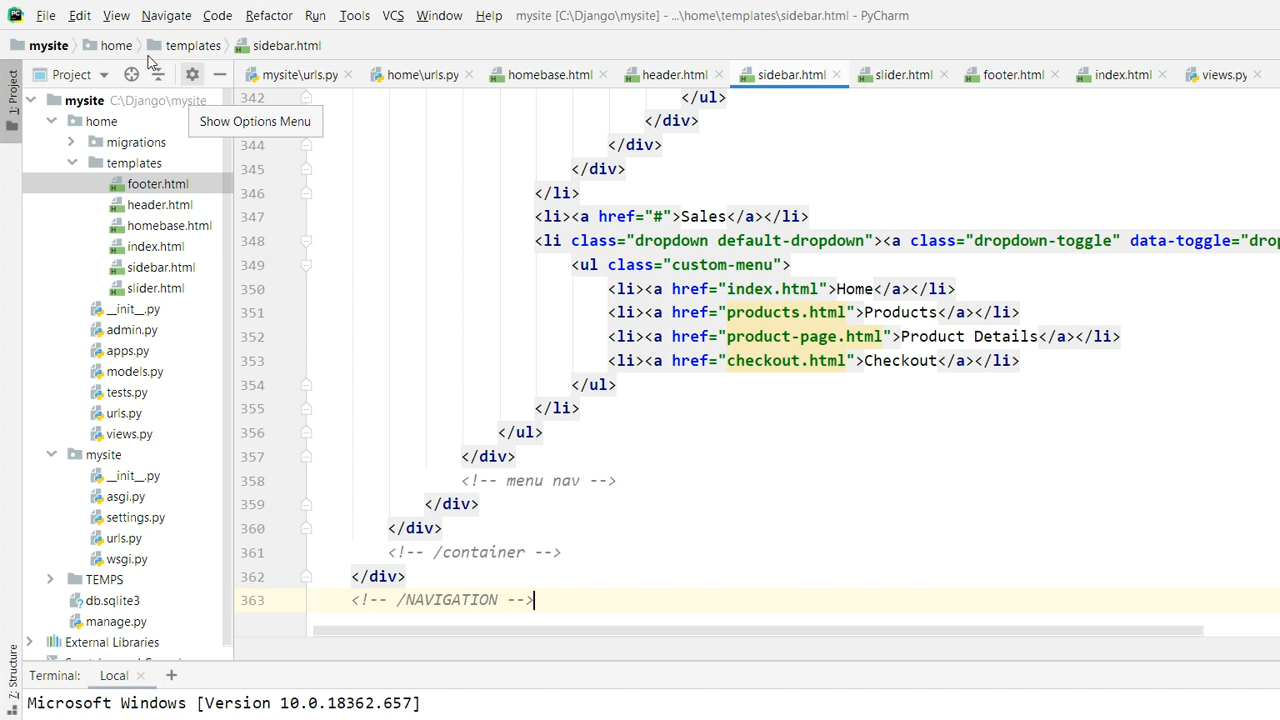 File Edit View Navigate Code Refactor Run Tools VCS Window Help mysite [C:\Django\mysite] - ...\home\templates\sidebar.html - PyCharm
mysite home templates sidebar.html
Project
mysite\urls.py home\urls.py homebase.html header.html sidebar.html slider.html footer.html index.html views.py
1: Project
7: Structure
mysite C:\Django\mysite
home
migrations
templates
footer.html
header.html
homebase.html
index.html
sidebar.html
slider.html
__init__.py
admin.py
apps.py
models.py
tests.py
urls.py
views.py
mysite
__init__.py
asgi.py
settings.py
urls.py
wsgi.py
TEMPS
db.sqlite3
manage.py
External Libraries
Show Options Menu
342 </ul>
</div>
344 </div>
345 </div>
346 </li>
347 <li><a href="#">Sales</a></li>
348 <li class="dropdown default-dropdown"><a class="dropdown-toggle" data-toggle="drop
349 <ul class="custom-menu">
350 <li><a href="index.html">Home</a></li>
351 <li><a href="products.html">Products</a></li>
352 <li><a href="product-page.html">Product Details</a></li>
353 <li><a href="checkout.html">Checkout</a></li>
354 </ul>
355 </li>
356 </ul>
357 </div>
358 <!-- menu nav -->
359 </div>
360 </div>
361 <!-- /container -->
362 </div>
363 <!-- /NAVIGATION -->
Terminal: Local
Microsoft Windows [Version 10.0.18362.657]